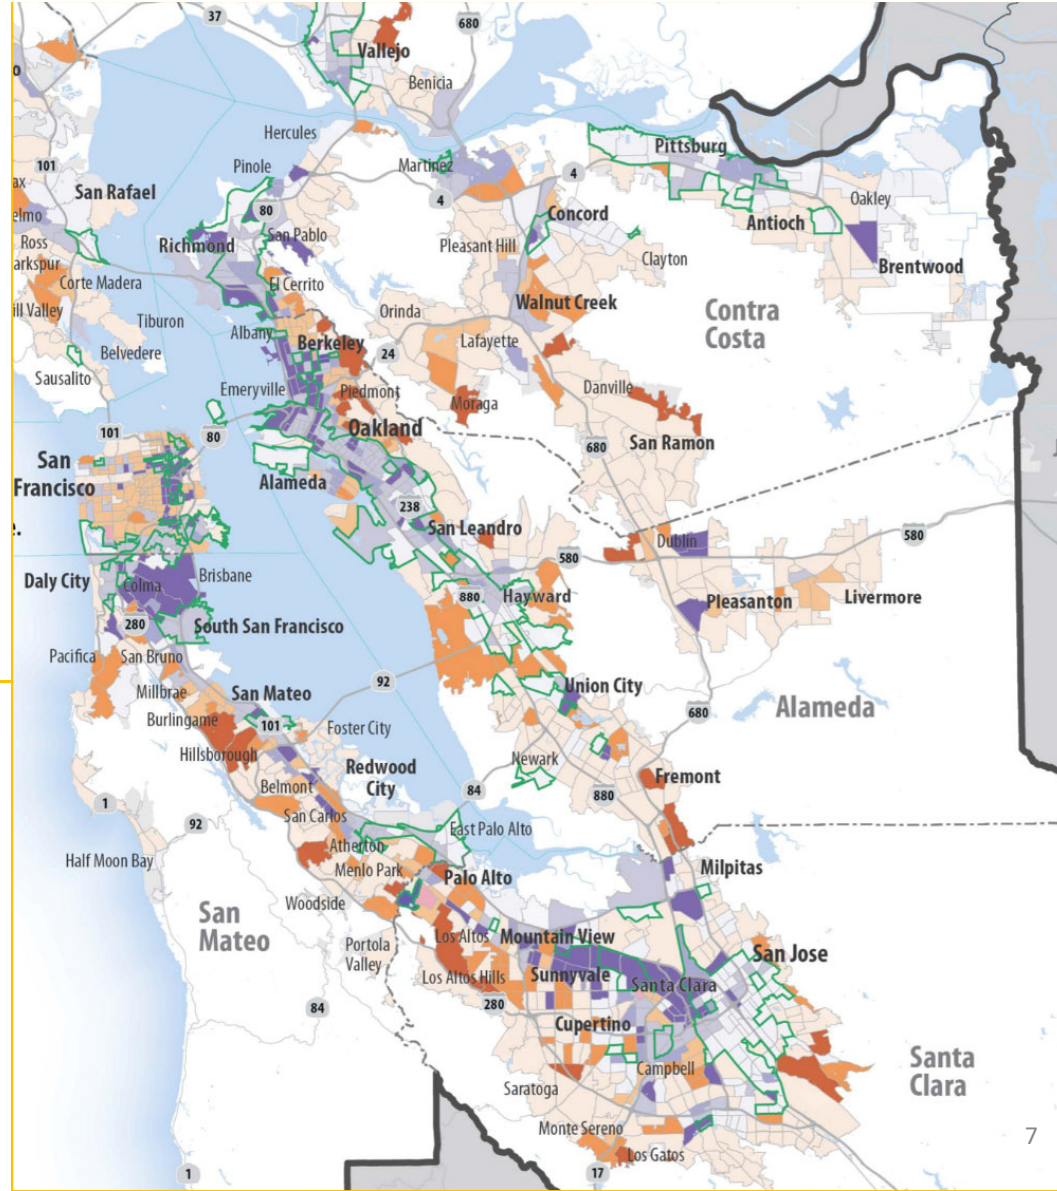 37
680
Vallejo
Benicia
Hercules
Pinole
Martinez
Pittsburg
101
San Rafael
80
4
4
Oakley
Concord
Antioch
Ross
Richmond
San Pablo
Pleasant Hill
Clayton
Brentwood
Corte Madera
El Cerrito
Walnut Creek
Contra
Costa
Tiburon
Orinda
Albany
Berkeley
Lafayette
Belvedere
24
Sausalito
Emeryville
Piedmont
Moraga
Danville
101
80
Oakland
680
San Ramon
San
Francisco
Alameda
238
San Leandro
580
Dublin
580
Daly City
Colma
Brisbane
880
Hayward
Pleasanton
Livermore
280
South San Francisco
Pacifica
San Bruno
92
Union City
Millbrae
San Mateo
680
Alameda
Burlingame
101
Foster City
Hillsborough
Newark
Redwood
City
Fremont
Belmont
84
880
1
San Carlos
92
East Palo Alto
Atherton
Half Moon Bay
Menlo Park
Palo Alto
Milpitas
Woodside
San
Mateo
Los Altos
Mountain View
Portola
Valley
San Jose
Los Altos Hills
Sunnyvale
Santa Clara
84
280
Cupertino
Santa
Clara
Campbell
Saratoga
Monte Sereno
7
Los Gatos
1
17